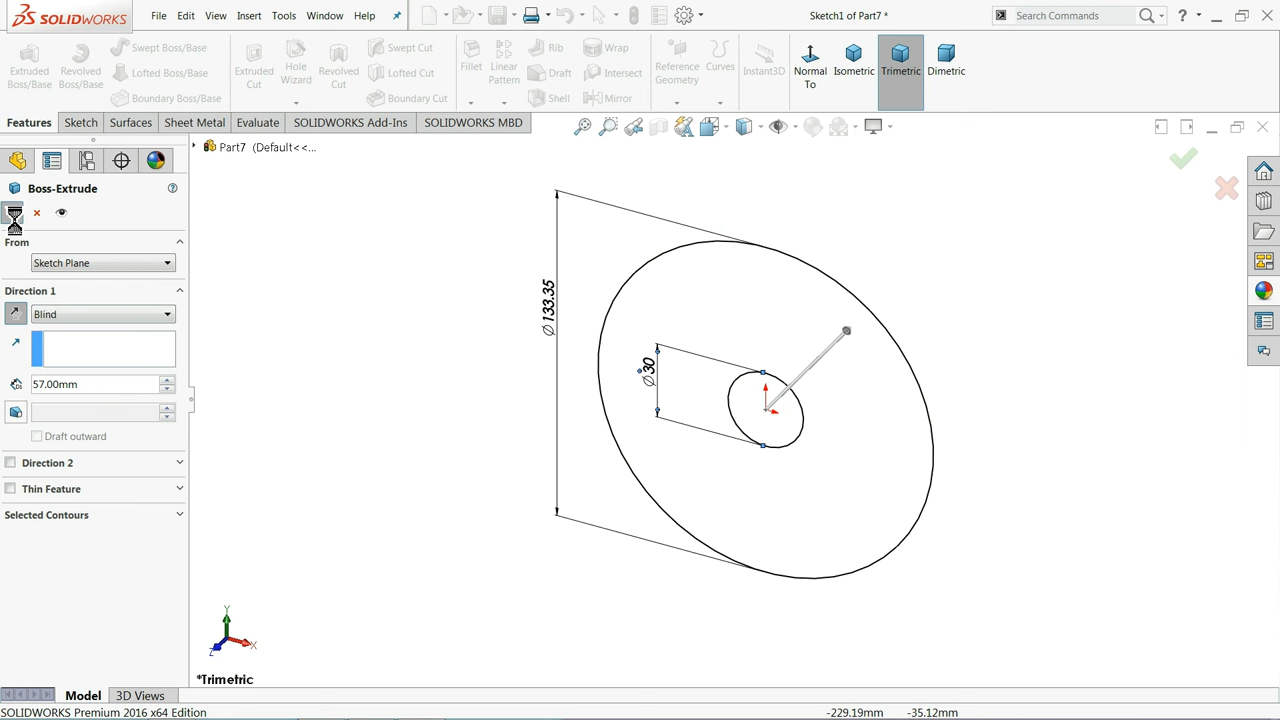 SOLIDWORKS
File
Edit
View
Insert
Tools
Window
Help
Sketch1 of Part7 *
Search Commands
Extruded Boss/Base
Revolved Boss/Base
Swept Boss/Base
Lofted Boss/Base
Boundary Boss/Base
Extruded Cut
Hole Wizard
Revolved Cut
Swept Cut
Lofted Cut
Boundary Cut
Fillet
Linear Pattern
Rib
Draft
Shell
Wrap
Intersect
Mirror
Reference Geometry
Curves
Instant3D
Normal To
Isometric
Trimetric
Dimetric
Features
Sketch
Surfaces
Sheet Metal
Evaluate
SOLIDWORKS Add-Ins
SOLIDWORKS MBD
Part7 (Default<<...
Boss-Extrude
From
Sketch Plane
Direction 1
Blind
57.00mm
Draft outward
Direction 2
Thin Feature
Selected Contours
∅133.35
∅30
Y
X
Z
*Trimetric
Model
3D Views
SOLIDWORKS Premium 2016 x64 Edition
-229.19mm
-35.12mm